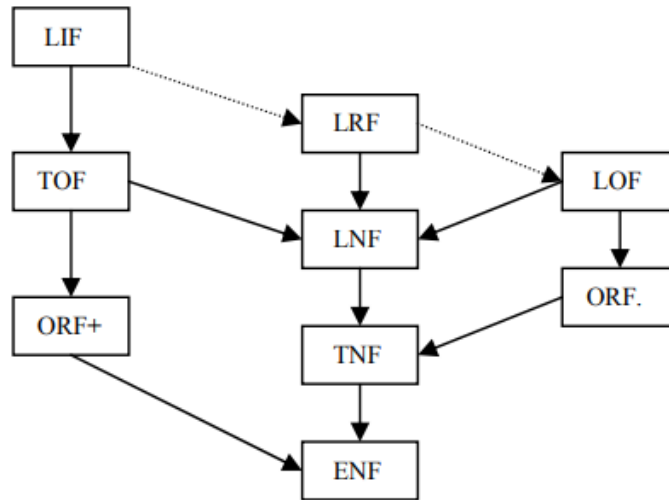 LIF
LRF
TOF
LOF
LNF
ORF.
ORF+
TNF
ENF